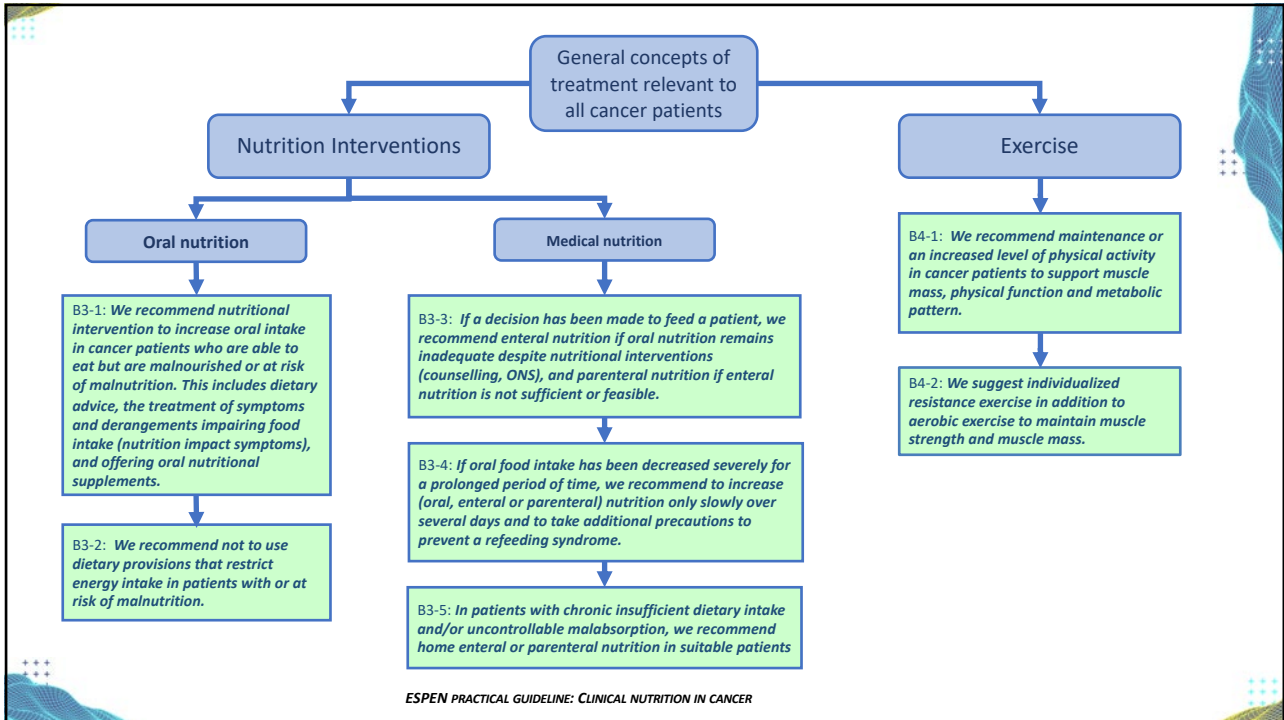 General concepts of
treatment relevant to
all cancer patients
Nutrition Interventions
Exercise
Oral nutrition
Medical nutrition
B3-1: We recommend nutritional
intervention to increase oral intake
in cancer patients who are able to
eat but are malnourished or at risk
of malnutrition. This includes dietary
advice, the treatment of symptoms
and derangements impairing food
intake (nutrition impact symptoms),
and offering oral nutritional
supplements.
B3-2: We recommend not to use
dietary provisions that restrict
energy intake in patients with or at
risk of malnutrition.
B3-3: If a decision has been made to feed a patient, we
recommend enteral nutrition if oral nutrition remains
inadequate despite nutritional interventions
(counselling, ONS), and parenteral nutrition if enteral
nutrition is not sufficient or feasible.
B3-4: If oral food intake has been decreased severely for
a prolonged period of time, we recommend to increase
(oral, enteral or parenteral) nutrition only slowly over
several days and to take additional precautions to
prevent a refeeding syndrome.
B3-5: In patients with chronic insufficient dietary intake
and/or uncontrollable malabsorption, we recommend
home enteral or parenteral nutrition in suitable patients
B4-1: We recommend maintenance or
an increased level of physical activity
in cancer patients to support muscle
mass, physical function and metabolic
pattern.
B4-2: We suggest individualized
resistance exercise in addition to
aerobic exercise to maintain muscle
strength and muscle mass.
ESPEN PRACTICAL GUIDELINE: CLINICAL NUTRITION IN CANCER